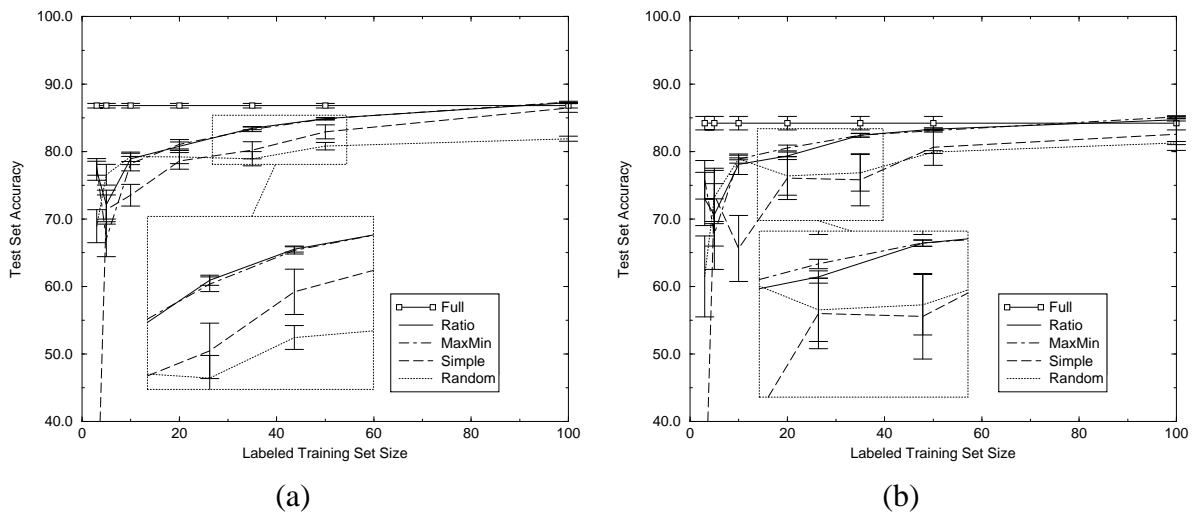 100.0
90.0
80.0
70.0
60.0
50.0
40.0
Test Set Accuracy
0 20 40 60 80 100
Labeled Training Set Size
Full
Ratio
MaxMin
Simple
Random
(a)
100.0
90.0
80.0
70.0
60.0
50.0
40.0
Test Set Accuracy
0 20 40 60 80 100
Labeled Training Set Size
Full
Ratio
MaxMin
Simple
Random
(b)